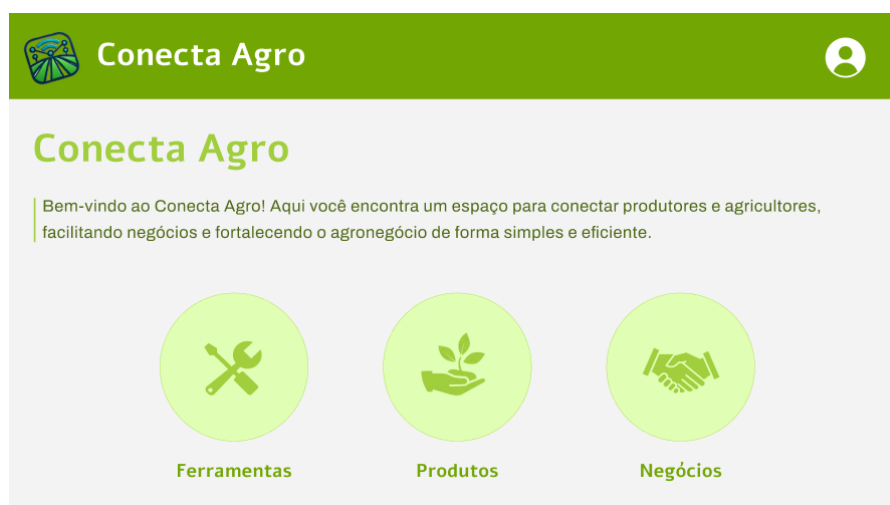 Conecta Agro
Conecta Agro
Bem-vindo ao Conecta Agro! Aqui você encontra um espaço para conectar produtores e agricultores,
facilitando negócios e fortalecendo o agronegócio de forma simples e eficiente.
Ferramentas
Produtos
Negócios